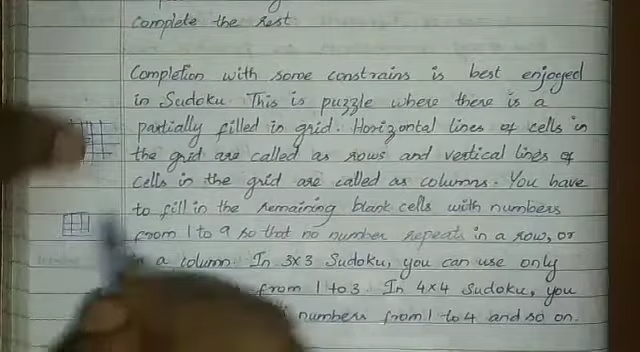 complete the rest
Completion with some constrains is best enjoyed
in Sudoku. This is puzzle where there is a
partially filled in grid. Horizontal lines of cells in
the grid are called as rows and vertical lines of
cells in the grid are called as columns. You have
to fill in the remaining blank cells with numbers
from 1 to 9 so that no number repeats in a row, or
a column. In 3x3 Sudoku, you can use only
from 1 to 3. In 4x4 Sudoku, you
numbers from 1 to 4 and so on.